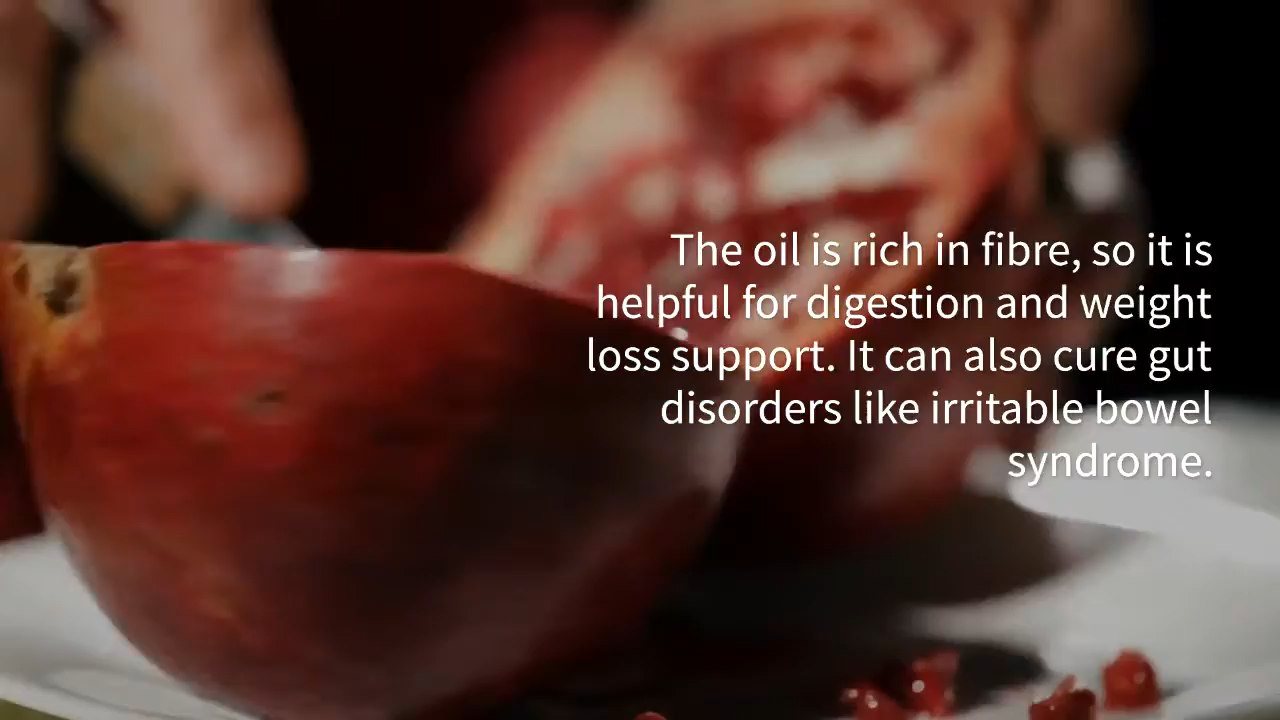 The oil is rich in fibre, so it is
helpful for digestion and weight
loss support. It can also cure gut
disorders like irritable bowel
syndrome.